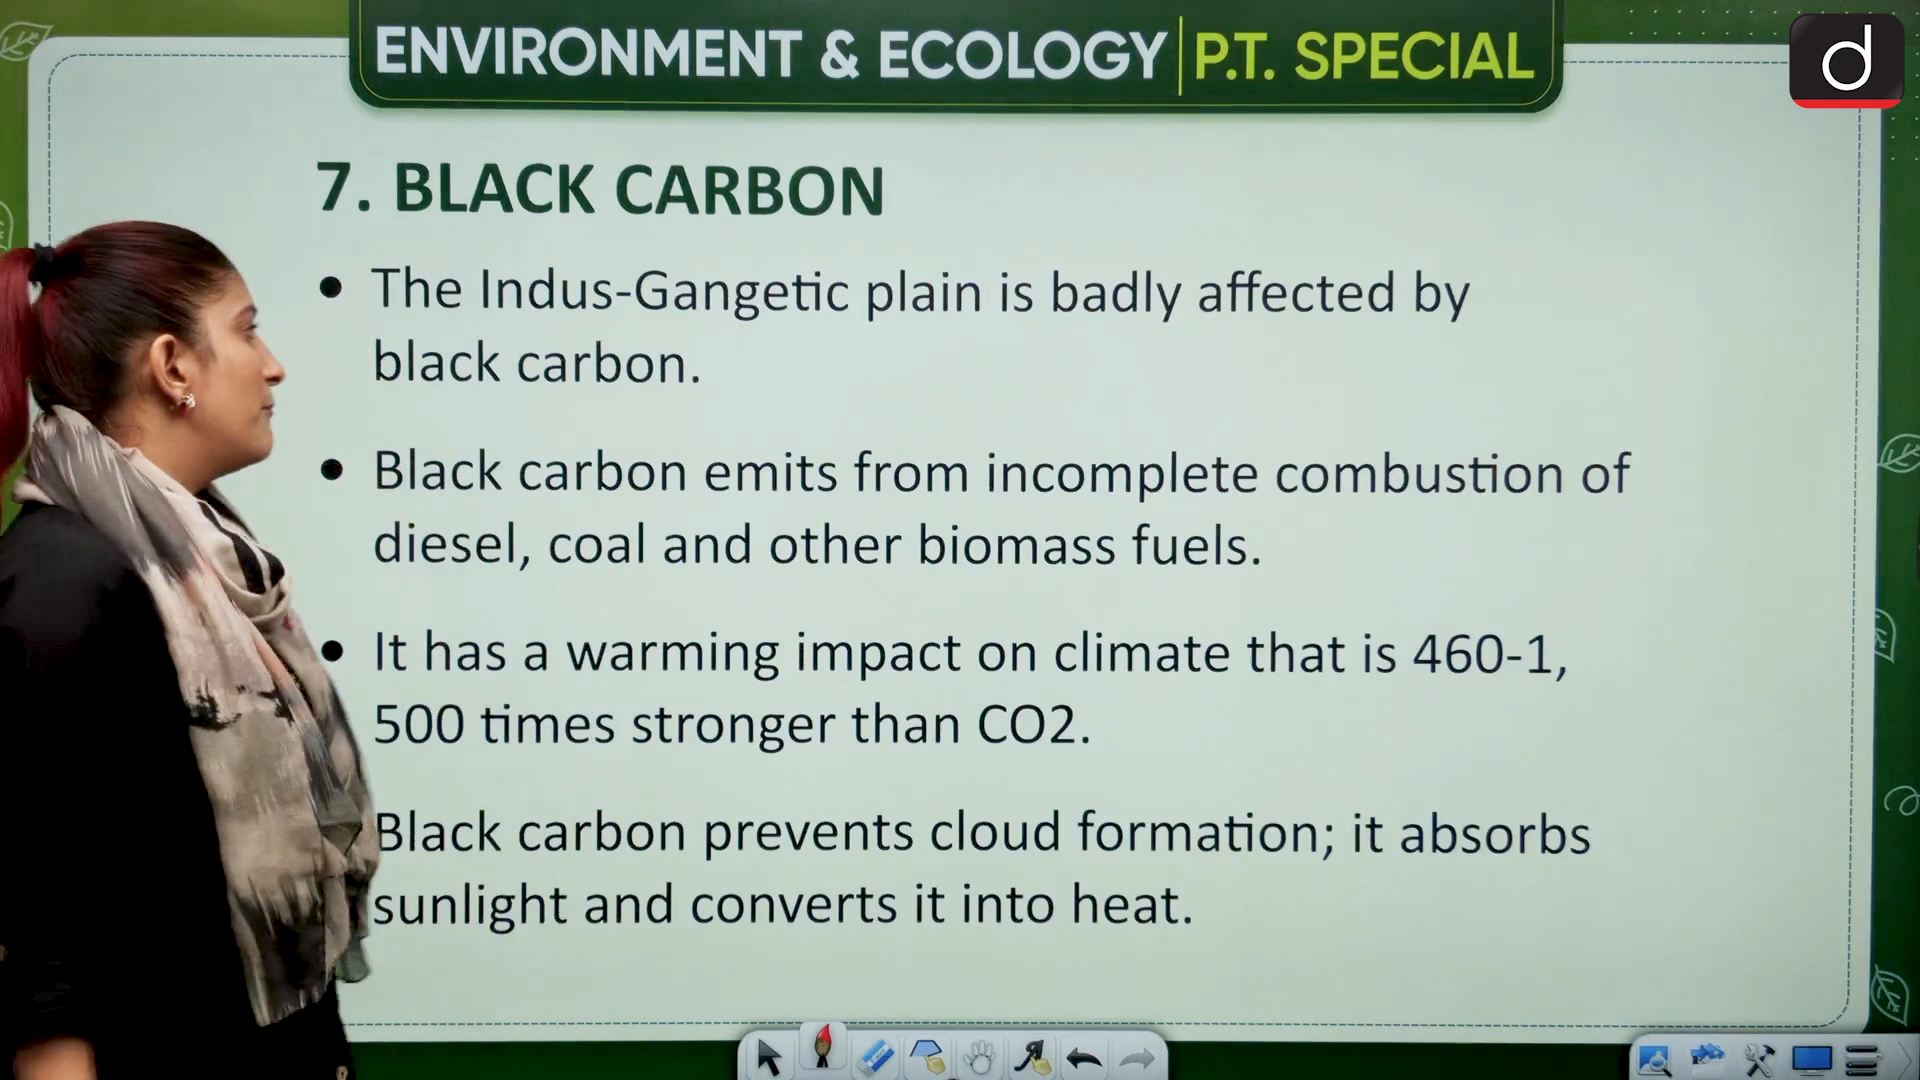 ENVIRONMENT & ECOLOGY P.T. SPECIAL
d
7. BLACK CARBON
• The Indus-Gangetic plain is badly affected by
black carbon.
• Black carbon emits from incomplete combustion of
diesel, coal and other biomass fuels.
• It has a warming impact on climate that is 460-1,
500 times stronger than CO2.
Black carbon prevents cloud formation; it absorbs
sunlight and converts it into heat.